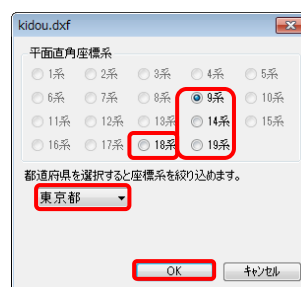 kidou.dxf
平面直角座標系
1系 2系 3系 4系 5系
6系 7系 8系 9系 10系
11系 12系 13系 14系 15系
16系 17系 18系 19系
都道府県を選択すると座標系を絞り込めます。
東京都
OK キャンセル